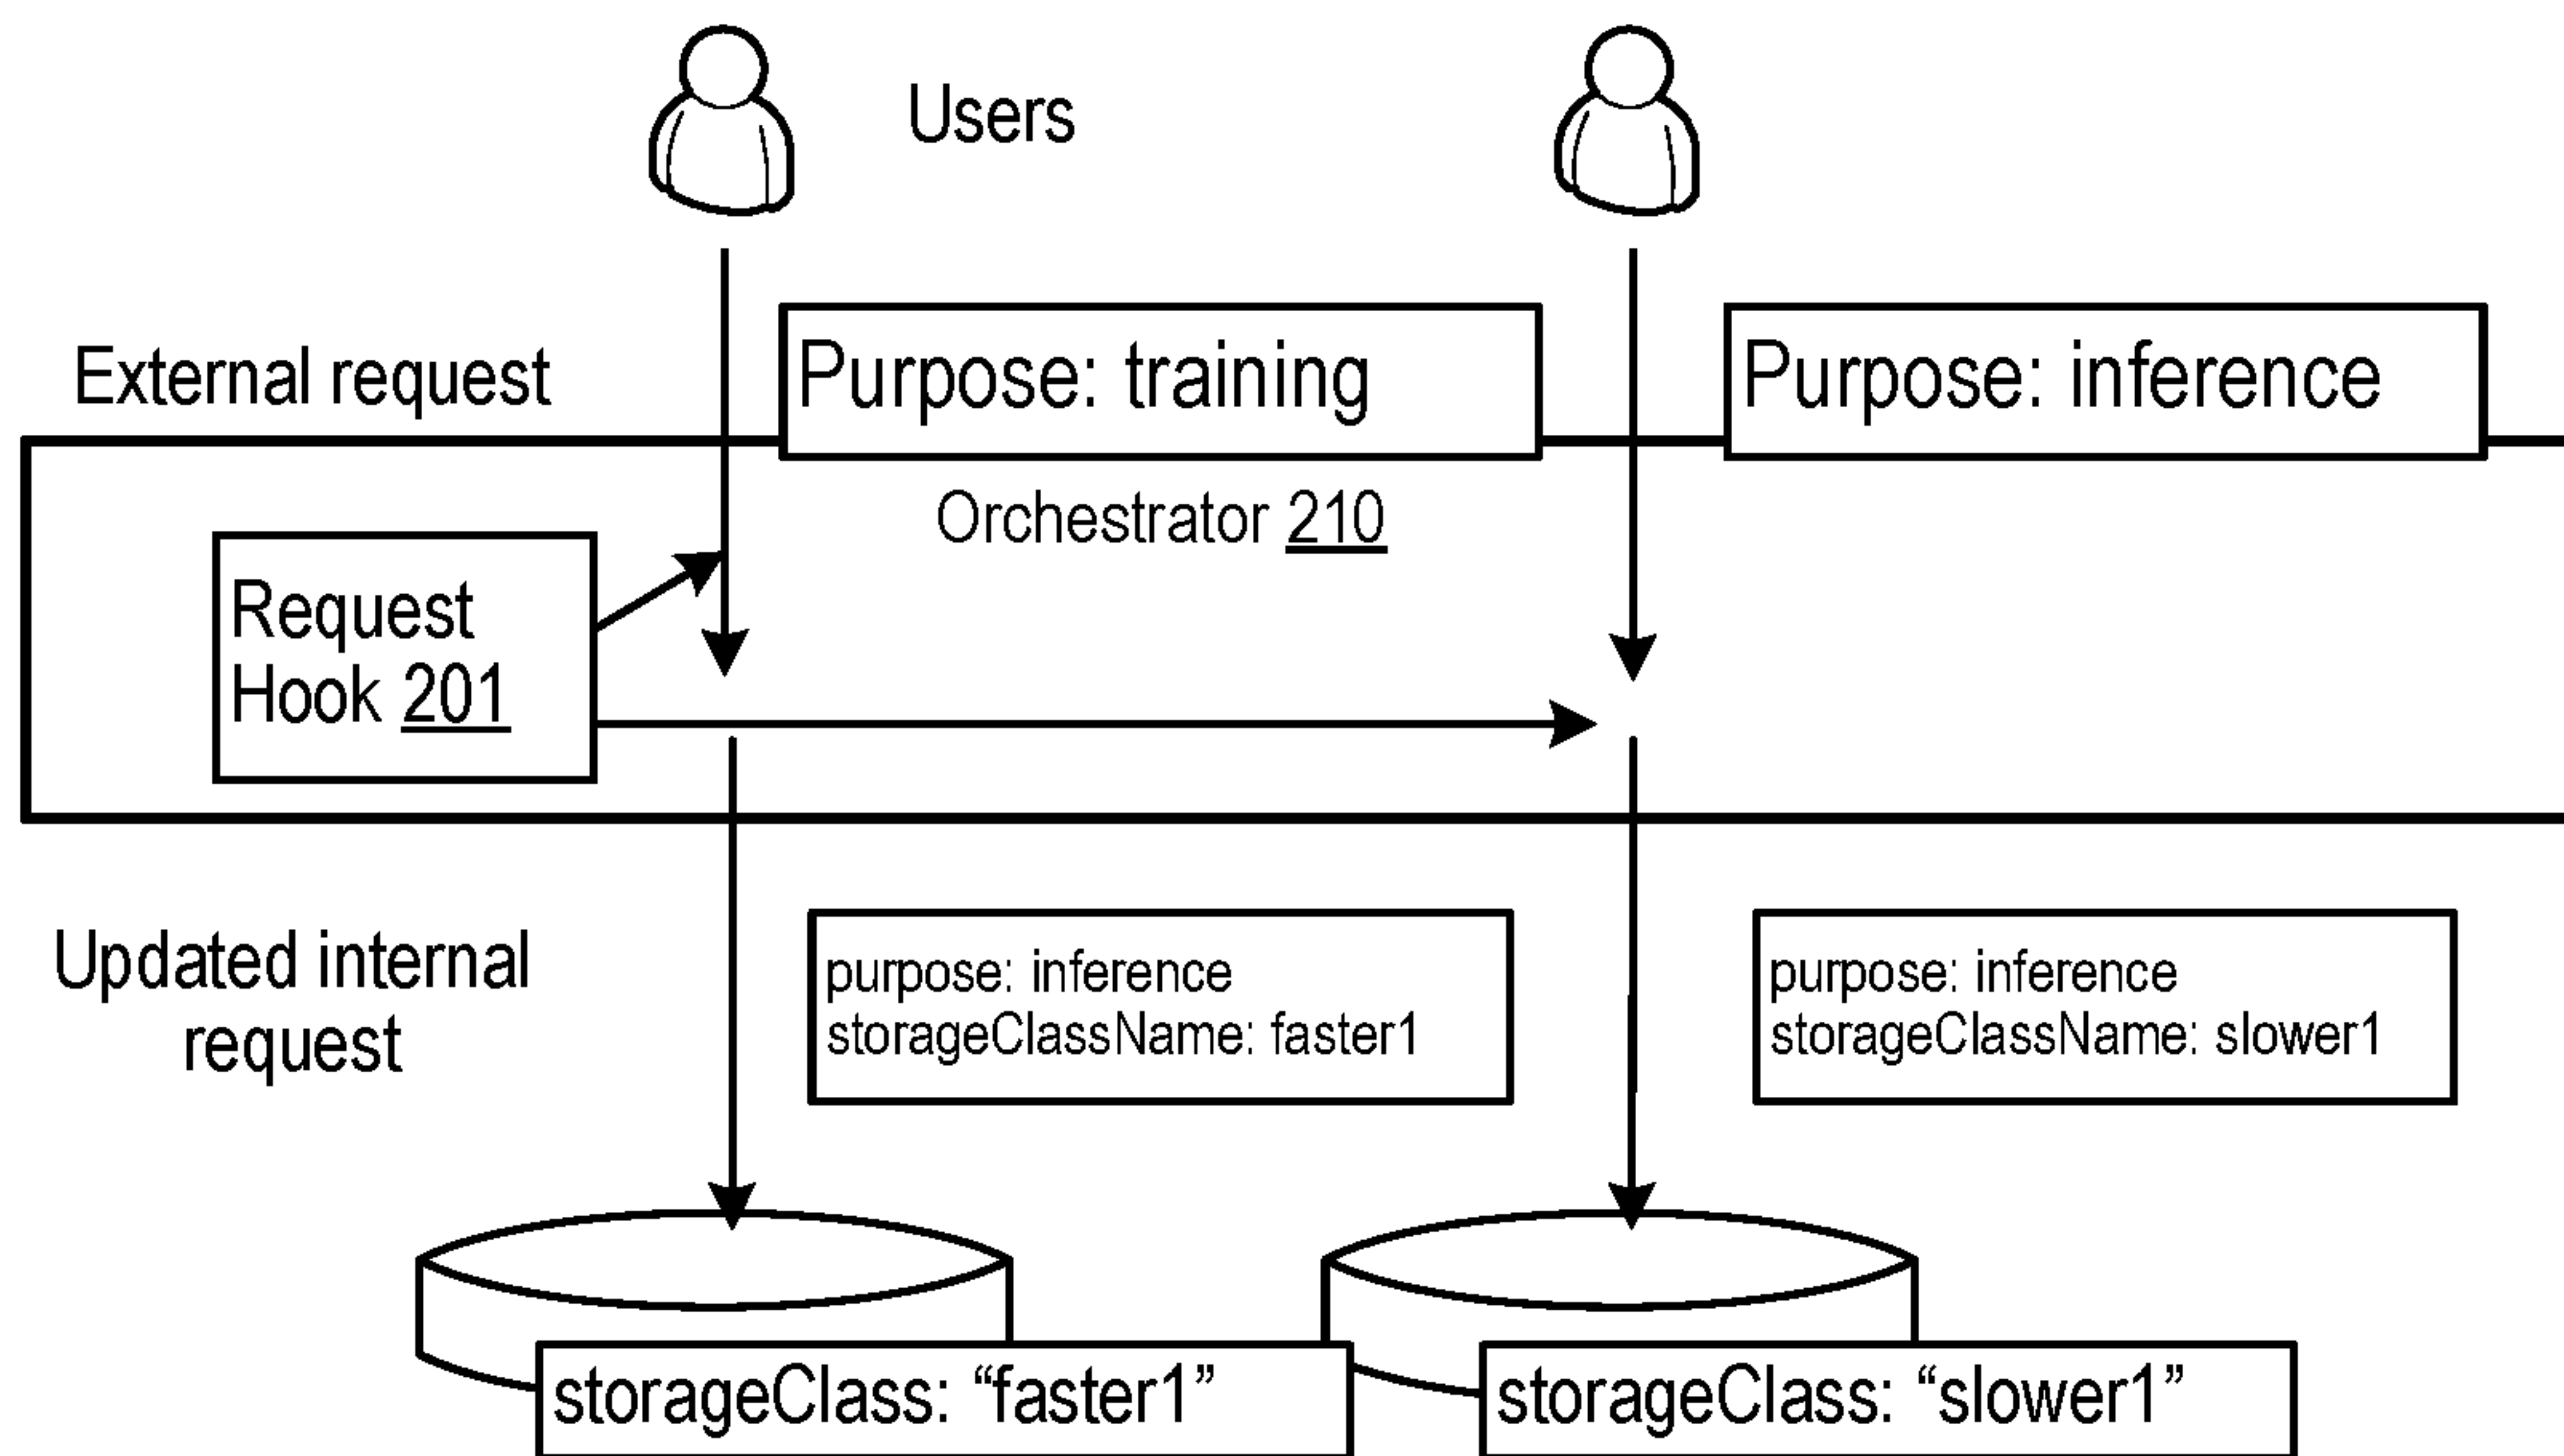 Users
External request
Purpose: training
Purpose: inference
Orchestrator 210
Request
Hook 201
Updated internal
request
purpose: inference
storageClassName: faster1
purpose: inference
storageClassName: slower1
storageClass: “faster1”
storageClass: “slower1”